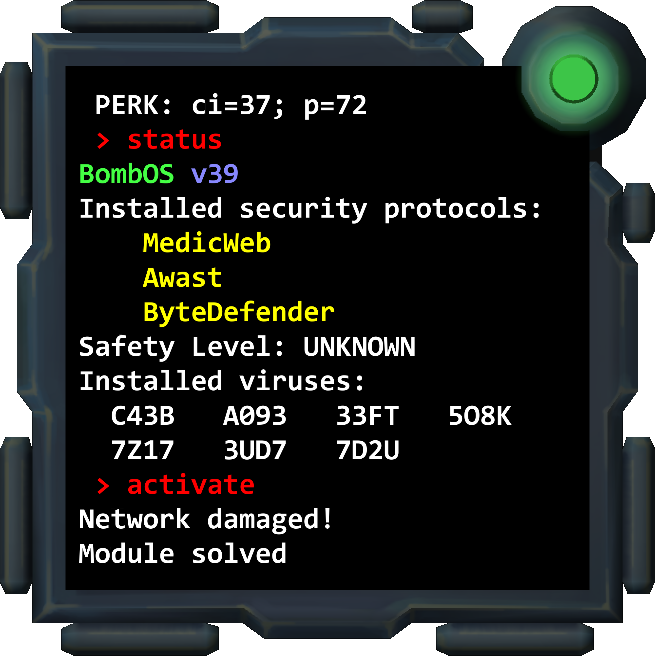 PERK: ci=37; p=72
> status
BombOS v39
Installed security protocols:
MedicWeb
Awast
ByteDefender
Safety Level: UNKNOWN
Installed viruses:
C43B A093 33FT 5O8K
7Z17 3UD7 7D2U
> activate
Network damaged!
Module solved